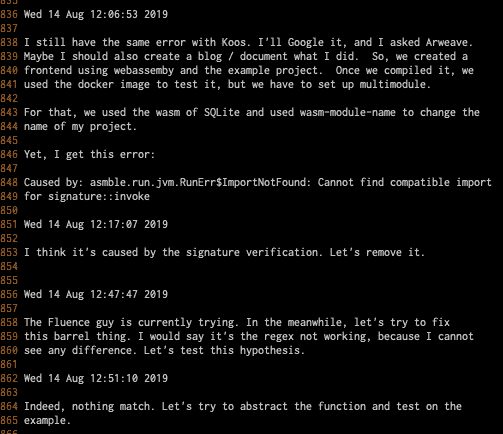 835
836 Wed 14 Aug 12:06:53 2019
837
838 I still have the same error with Koos. I'll Google it, and I asked Arweave.
839 Maybe I should also create a blog / document what I did.  So, we created a
840 frontend using webassemby and the example project.  Once we compiled it, we
841 used the docker image to test it, but we have to set up multimodule.
842
843 For that, we used the wasm of SQLite and used wasm-module-name to change the
844 name of my project.
845
846 Yet, I get this error:
847
848 Caused by: asmble.run.jvm.RunErr$ImportNotFound: Cannot find compatible import
849 for signature::invoke
850
851 Wed 14 Aug 12:17:07 2019
852
853 I think it's caused by the signature verification. Let's remove it.
854
855
856 Wed 14 Aug 12:47:47 2019
857
858 The Fluence guy is currently trying. In the meanwhile, let's try to fix
859 this barrel thing. I would say it's the regex not working, because I cannot
860 see any difference. Let's test this hypothesis.
861
862 Wed 14 Aug 12:51:10 2019
863
864 Indeed, nothing match. Let's try to abstract the function and test on the
865 example.
866